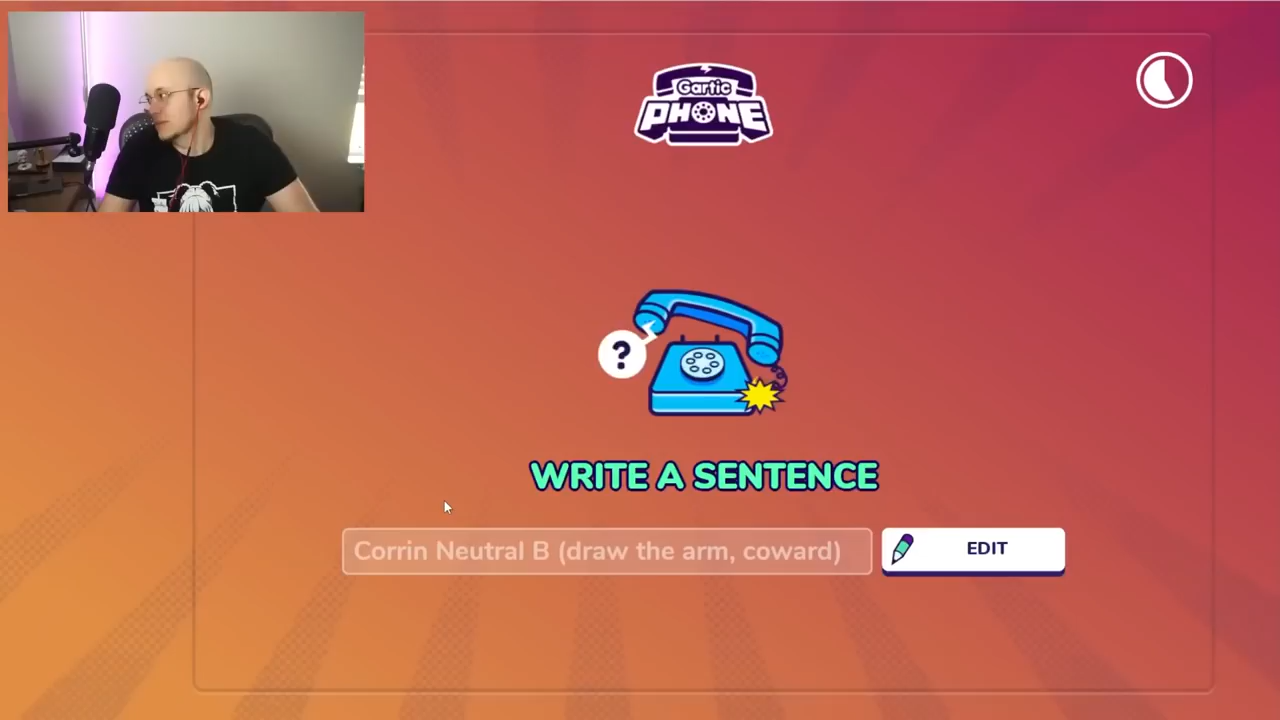 Gartic
PHONE
?
WRITE A SENTENCE
Corrin Neutral B (draw the arm, coward)
EDIT